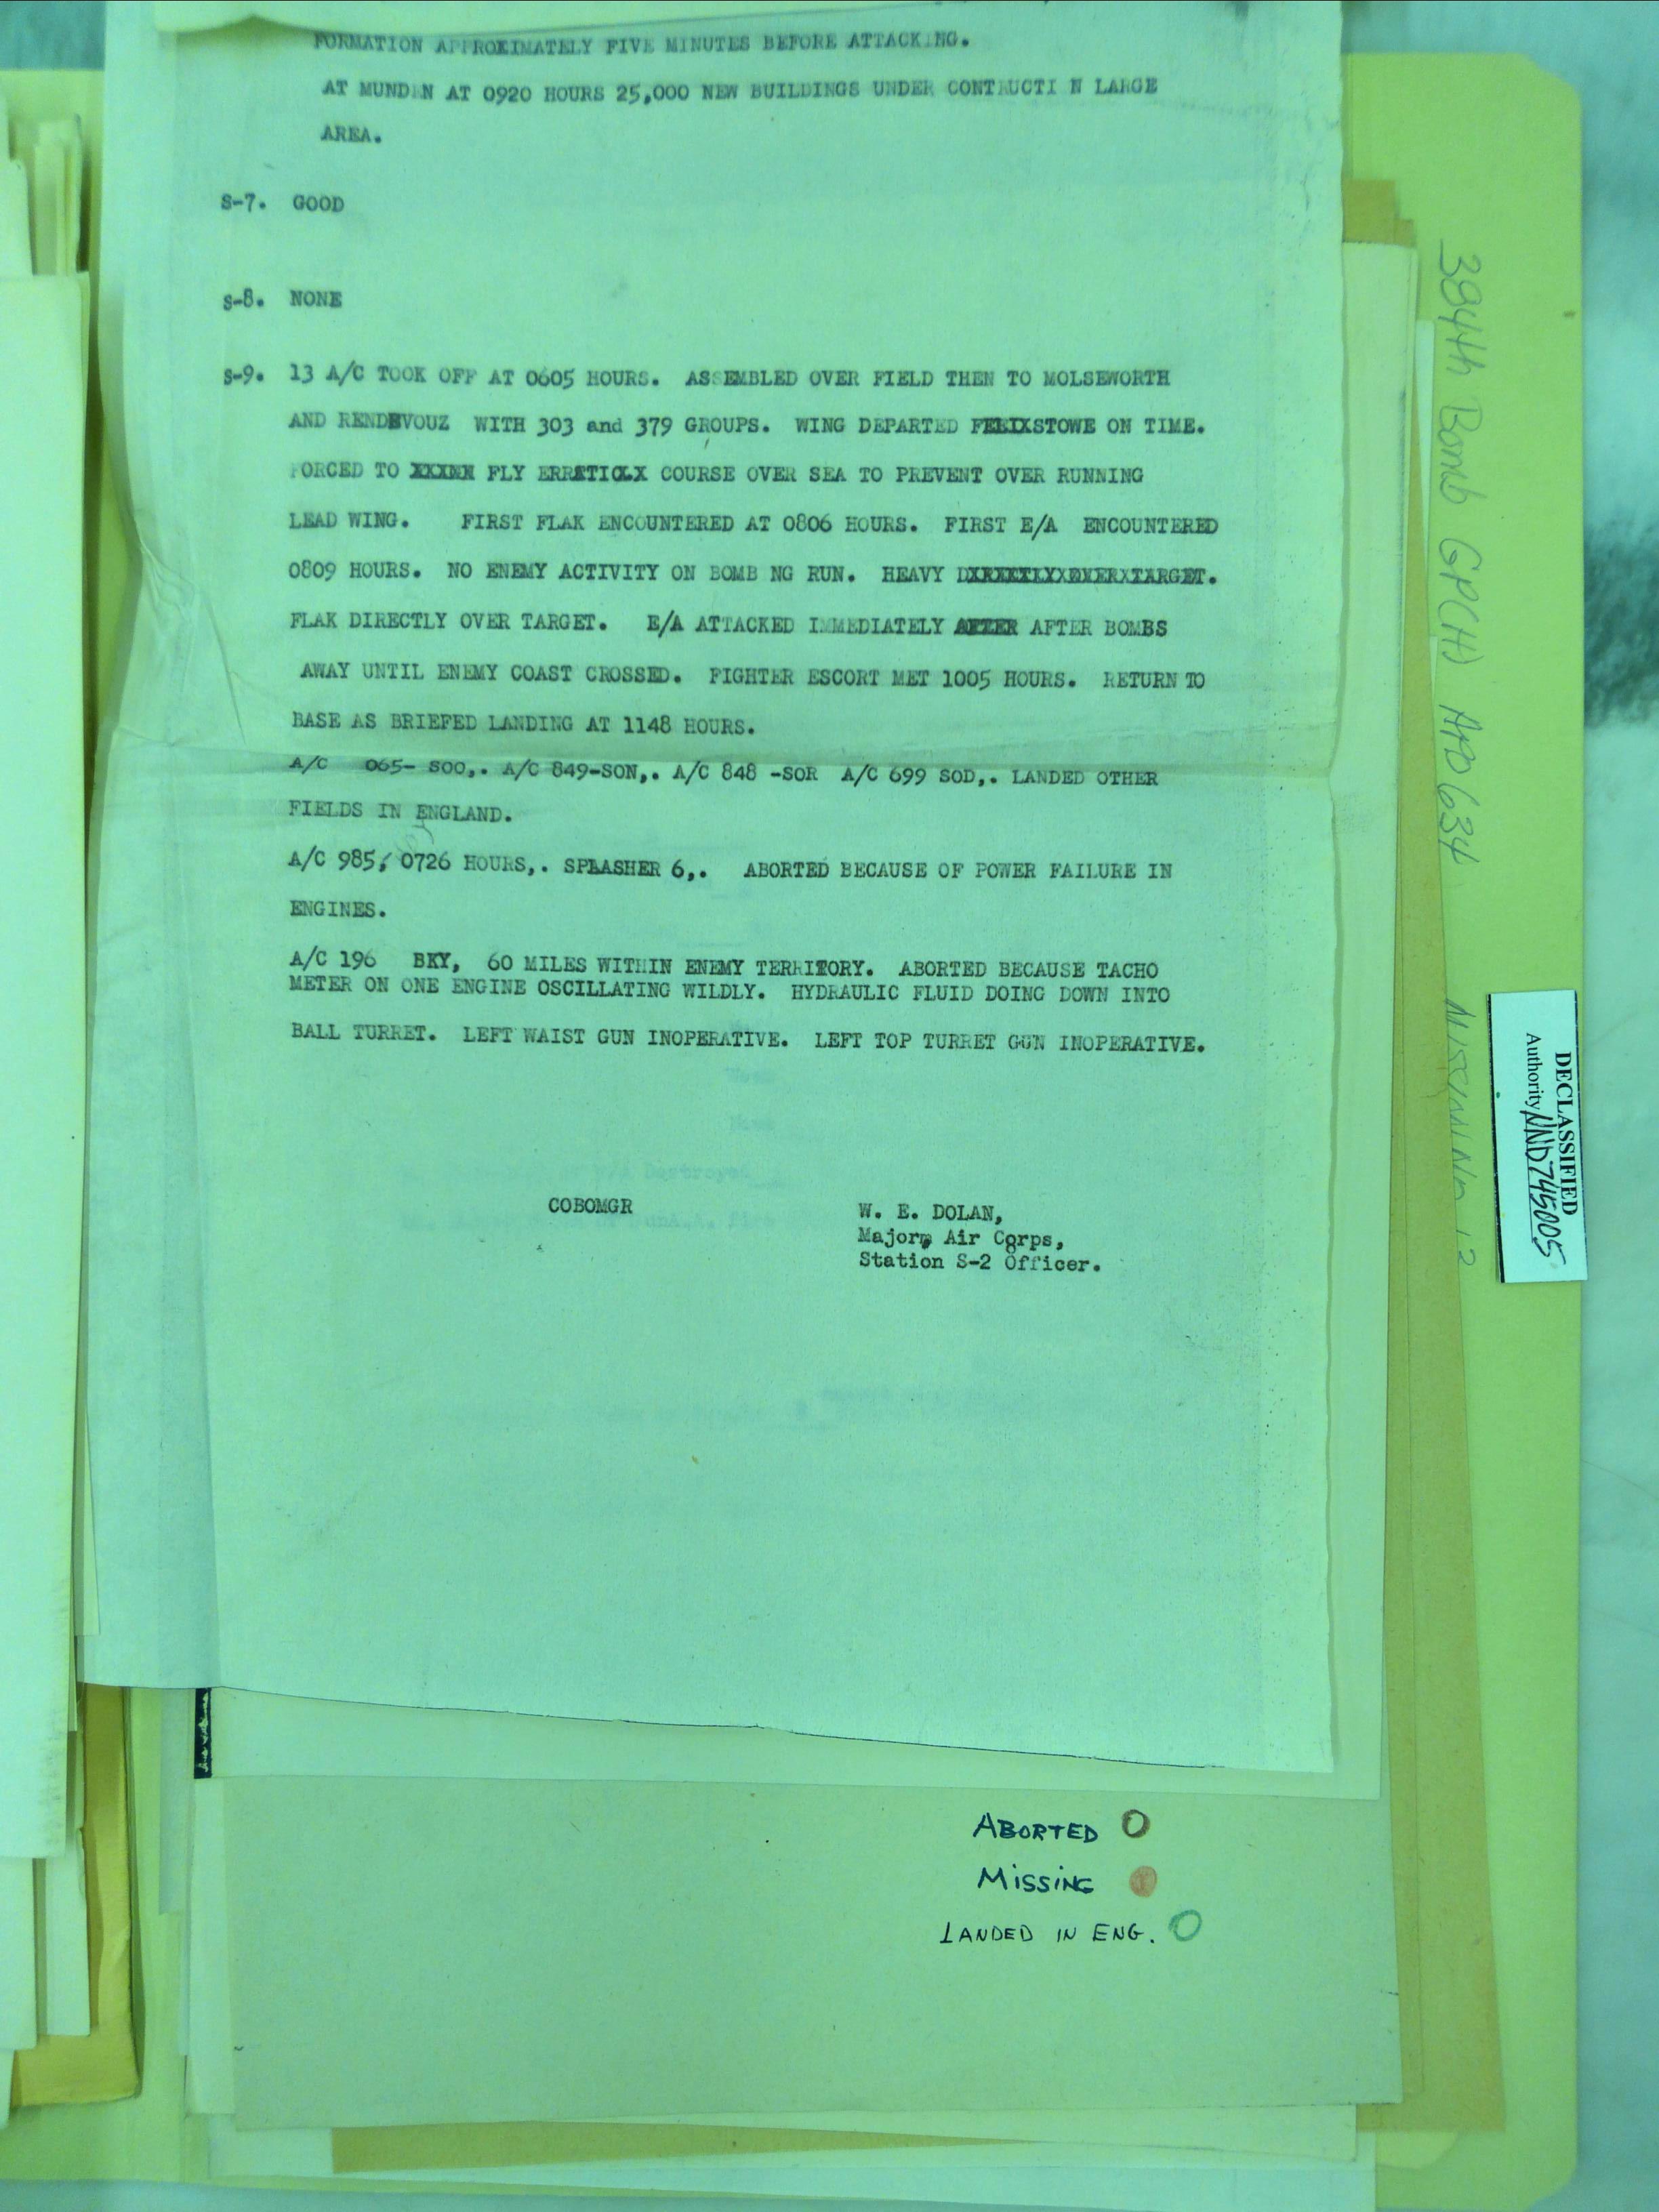 FORMATION APPROXIMATELY FIVE MINUTES BEFORE ATTACKING.
AT MUND N AT 0920 HOURS 25,000 NEW BUILDINGS UNDER CONTRUCTI N LARGE
AREA.
S-7. GOOD
S-8. NONE
S-9. 13 A/C TOOK OFF AT 0605 HOURS. ASSEMBLED OVER FIELD THEN TO MOLSEWORTH
AND RENDEVOUZ WITH 303 and 379 GROUPS. WING DEPARTED FELIXSTOWE ON TIME.
FORCED TO XXXXX FLY ERRATICLX COURSE OVER SEA TO PREVENT OVER RUNNING
LEAD WING. FIRST FLAK ENCOUNTERED AT 0806 HOURS. FIRST E/A ENCOUNTERED
0809 HOURS. NO ENEMY ACTIVITY ON BOMB NG RUN. HEAVY
FLAK DIRECTLY OVER TARGET. E/A ATTACKED IMMEDIATELY AFTER AFTER BOMBS
AWAY UNTIL ENEMY COAST CROSSED. FIGHTER ESCORT MET 1005 HOURS. RETURN TO
BASE AS BRIEFED LANDING AT 1148 HOURS.
A/C 065- SOO,. A/C 849-SON,. A/C 848 -SOR A/C 699 SOD,. LANDED OTHER
FIELDS IN ENGLAND.
A/C 985, 0726 HOURS,. SPLASHER 6,. ABORTED BECAUSE OF POWER FAILURE IN
ENGINES.
A/C 196 BKY, 60 MILES WITHIN ENEMY TERRITORY. ABORTED BECAUSE TACHO
METER ON ONE ENGINE OSCILLATING WILDLY. HYDRAULIC FLUID DOING DOWN INTO
BALL TURRET. LEFT WAIST GUN INOPERATIVE. LEFT TOP TURRET GUN INOPERATIVE.
COBOMGR
W. E. DOLAN,
Major, Air Corps,
Station S-2 Officer.
ABORTED
MISSING
LANDED IN ENG.
384th Bomb GP(H) APO 634 Mission No 12
DECLASSIFIED
Authority NND745005